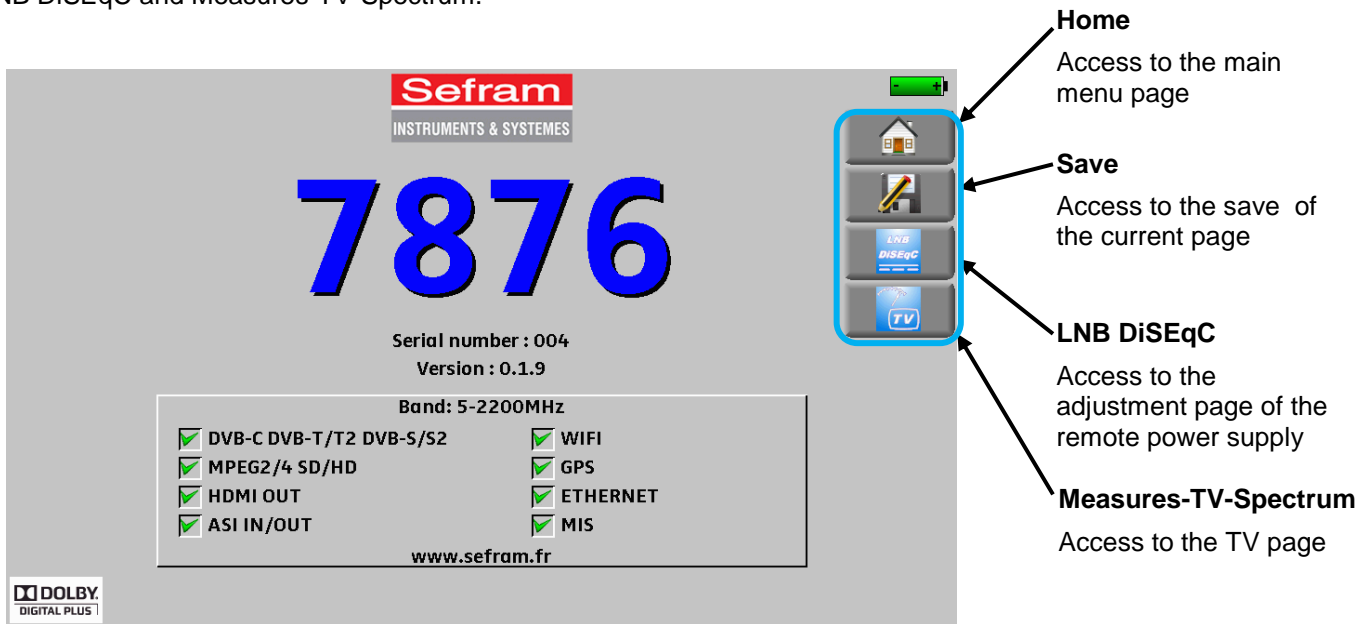 ND DiSEqC and Measures-TV-Spectrum.
Home
Access to the main
menu page
Save
Access to the save of
the current page
LNB DiSEqC
Access to the
adjustment page of the
remote power supply
Measures-TV-Spectrum
Access to the TV page
Sefram
INSTRUMENTS & SYSTEMES
- +
LNB
DiSEqC
TV
7876
Serial number : 004
Version : 0.1.9
Band: 5-2200MHz
DVB-C DVB-T/T2 DVB-S/S2
WIFI
MPEG2/4 SD/HD
GPS
HDMI OUT
ETHERNET
ASI IN/OUT
MIS
www.sefram.fr
DOLBY.
DIGITAL PLUS